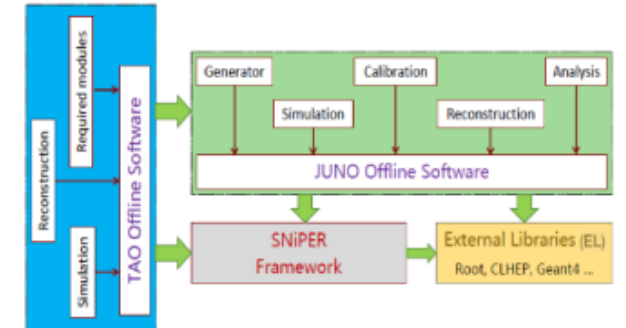 Required modules
Reconstruction
Simulation
TAO Offline Software
Generator
Calibration
Analysis
Simulation
Reconstruction
JUNO Offline Software
SNiPER
Framework
External Libraries (EL)
Root, CLHEP, Geant4 ...